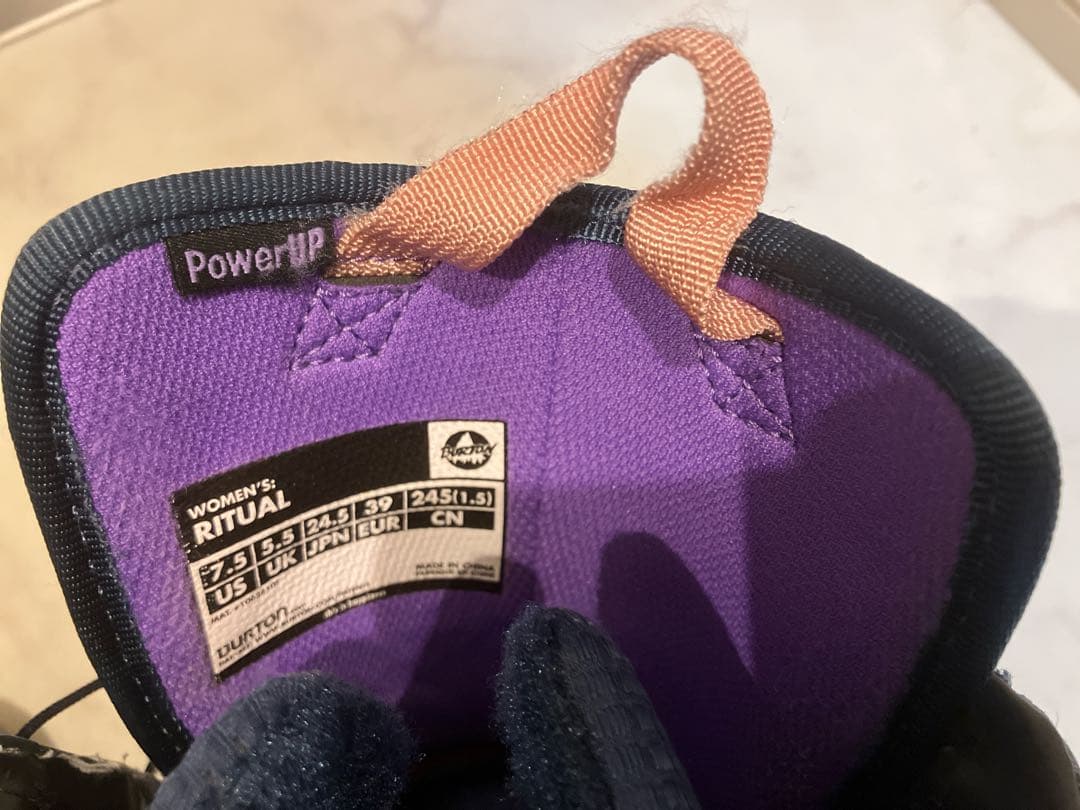 PowerUP
BURTON
WOMEN'S:
RITUAL
7.5 5.5 24.5 39 245(1.5)
US UK JPN EUR CN
MADE IN CHINA
BURTON